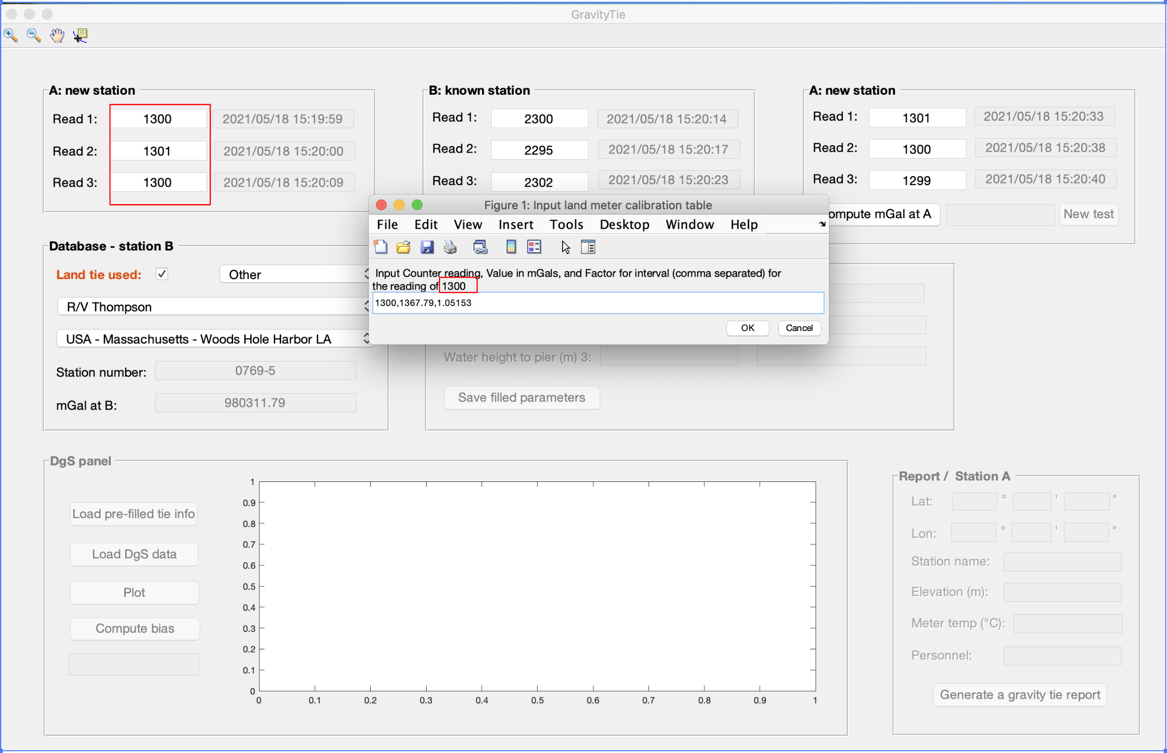 GravityTie
A: new station
Read 1: 1300 2021/05/18 15:19:59
Read 2: 1301 2021/05/18 15:20:00
Read 3: 1300 2021/05/18 15:20:09
B: known station
Read 1: 2300 2021/05/18 15:20:14
Read 2: 2295 2021/05/18 15:20:17
Read 3: 2302 2021/05/18 15:20:23
A: new station
Read 1: 1301 2021/05/18 15:20:33
Read 2: 1300 2021/05/18 15:20:38
Read 3: 1299 2021/05/18 15:20:40
ompute mGal at A New test
Figure 1: Input land meter calibration table
File Edit View Insert Tools Desktop Window Help
Input Counter reading, Value in mGals, and Factor for interval (comma separated) for
the reading of 1300
1300,1367.79,1.05153
OK Cancel
Database - station B
Land tie used: Other
R/V Thompson
USA - Massachusetts - Woods Hole Harbor LA
Station number: 0769-5
mGal at B: 980311.79
Water height to pier (m) 3:
Save filled parameters
DgS panel
Load pre-filled tie info
Load DgS data
Plot
Compute bias
1
0.9
0.8
0.7
0.6
0.5
0.4
0.3
0.2
0.1
0
0 0.1 0.2 0.3 0.4 0.5 0.6 0.7 0.8 0.9 1
Report / Station A
Lat: ° ' "
Lon: ° ' "
Station name:
Elevation (m):
Meter temp (°C):
Personnel:
Generate a gravity tie report